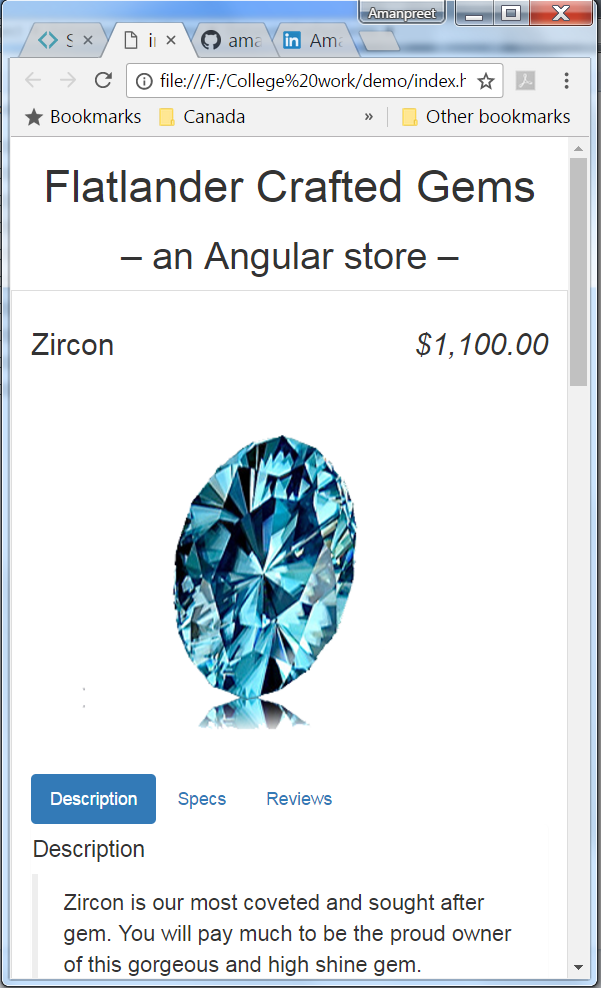 Amanpreet
S
ama
Ama
file:///F:/College%20work/demo/index.h
Bookmarks
Canada
»
Other bookmarks
Flatlander Crafted Gems
– an Angular store –
Zircon
$1,100.00
Description
Specs
Reviews
Description
Zircon is our most coveted and sought after
gem. You will pay much to be the proud owner
of this gorgeous and high shine gem.